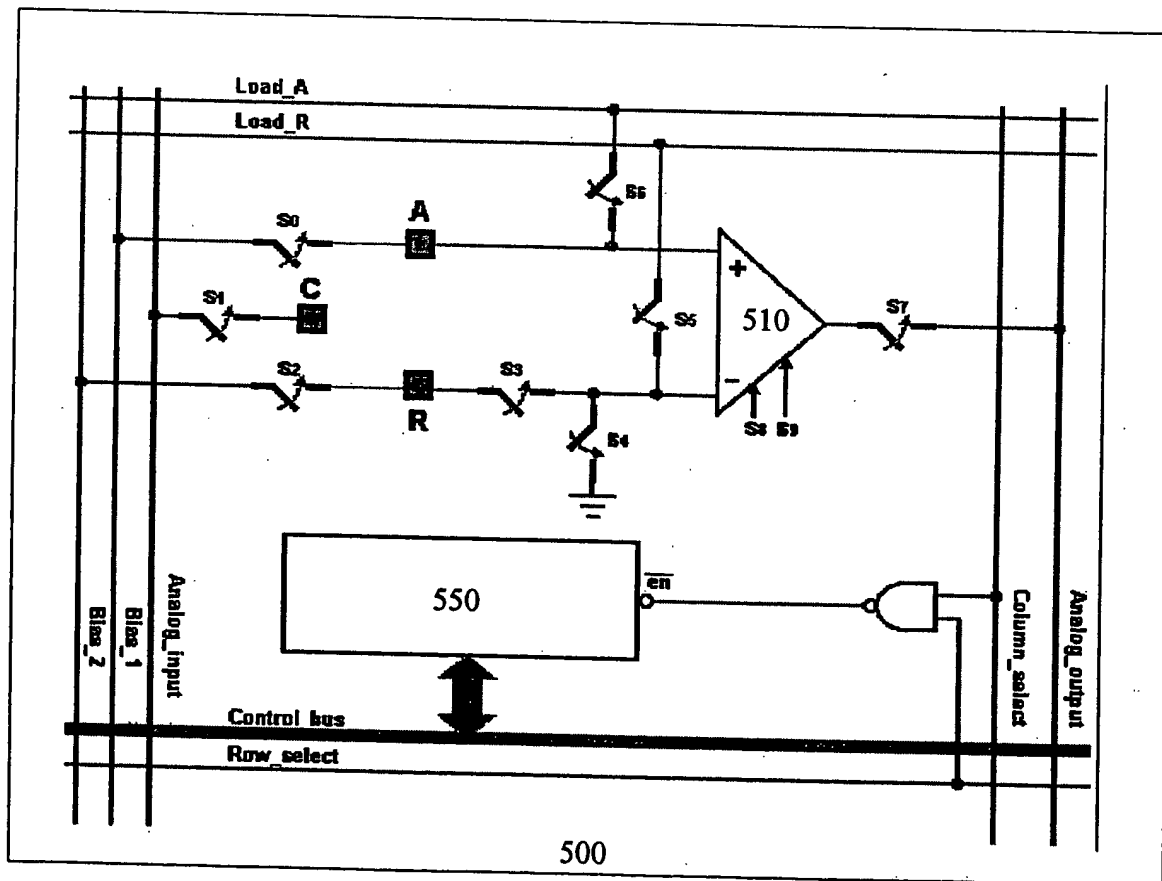 Load_A
Load_R
S6
S0
A
+
S1
C
S5
510
S7
S2
S3
R
−
S8 S9
S4
en
550
Bias_2
Bias_1
Analog_input
Column_select
Analog_output
Control bus
Row_select
500